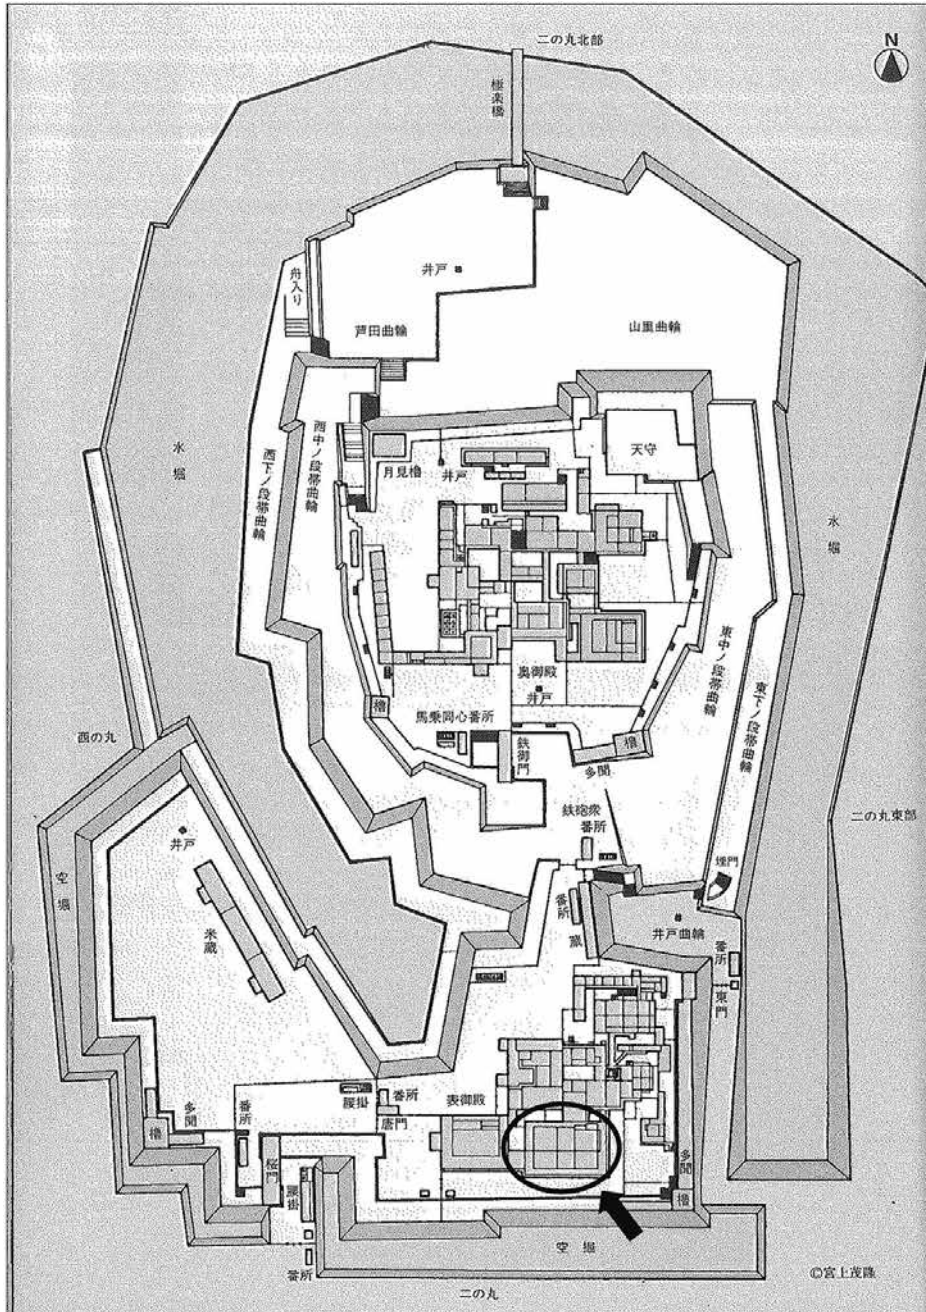 二の丸北部
N
極楽橋
舟入り
井戸
芦田曲輪
山里曲輪
水堀
西下ノ段帯曲輪
西中ノ段帯曲輪
月見櫓
井戸
天守
水堀
東中ノ段帯曲輪
東下ノ段帯曲輪
奥御殿
井戸
櫓
馬乗同心番所
鉄御門
櫓
多聞
西の丸
鉄砲衆
番所
二の丸東部
井戸
空堀
米蔵
番所
蔵
埋門
井戸曲輪
番所
東門
腰掛
番所
表御殿
唐門
多聞
櫓
番所
桜門
腰掛
多聞
櫓
空堀
番所
二の丸
©宮上茂隆